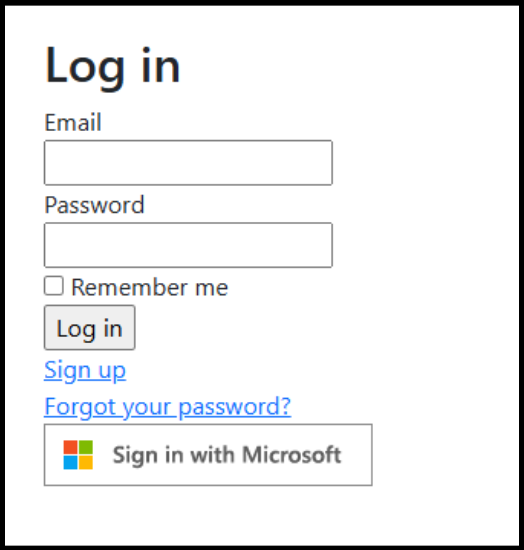 Log in
Email
Password
Remember me
Log in
Sign up
Forgot your password?
Sign in with Microsoft